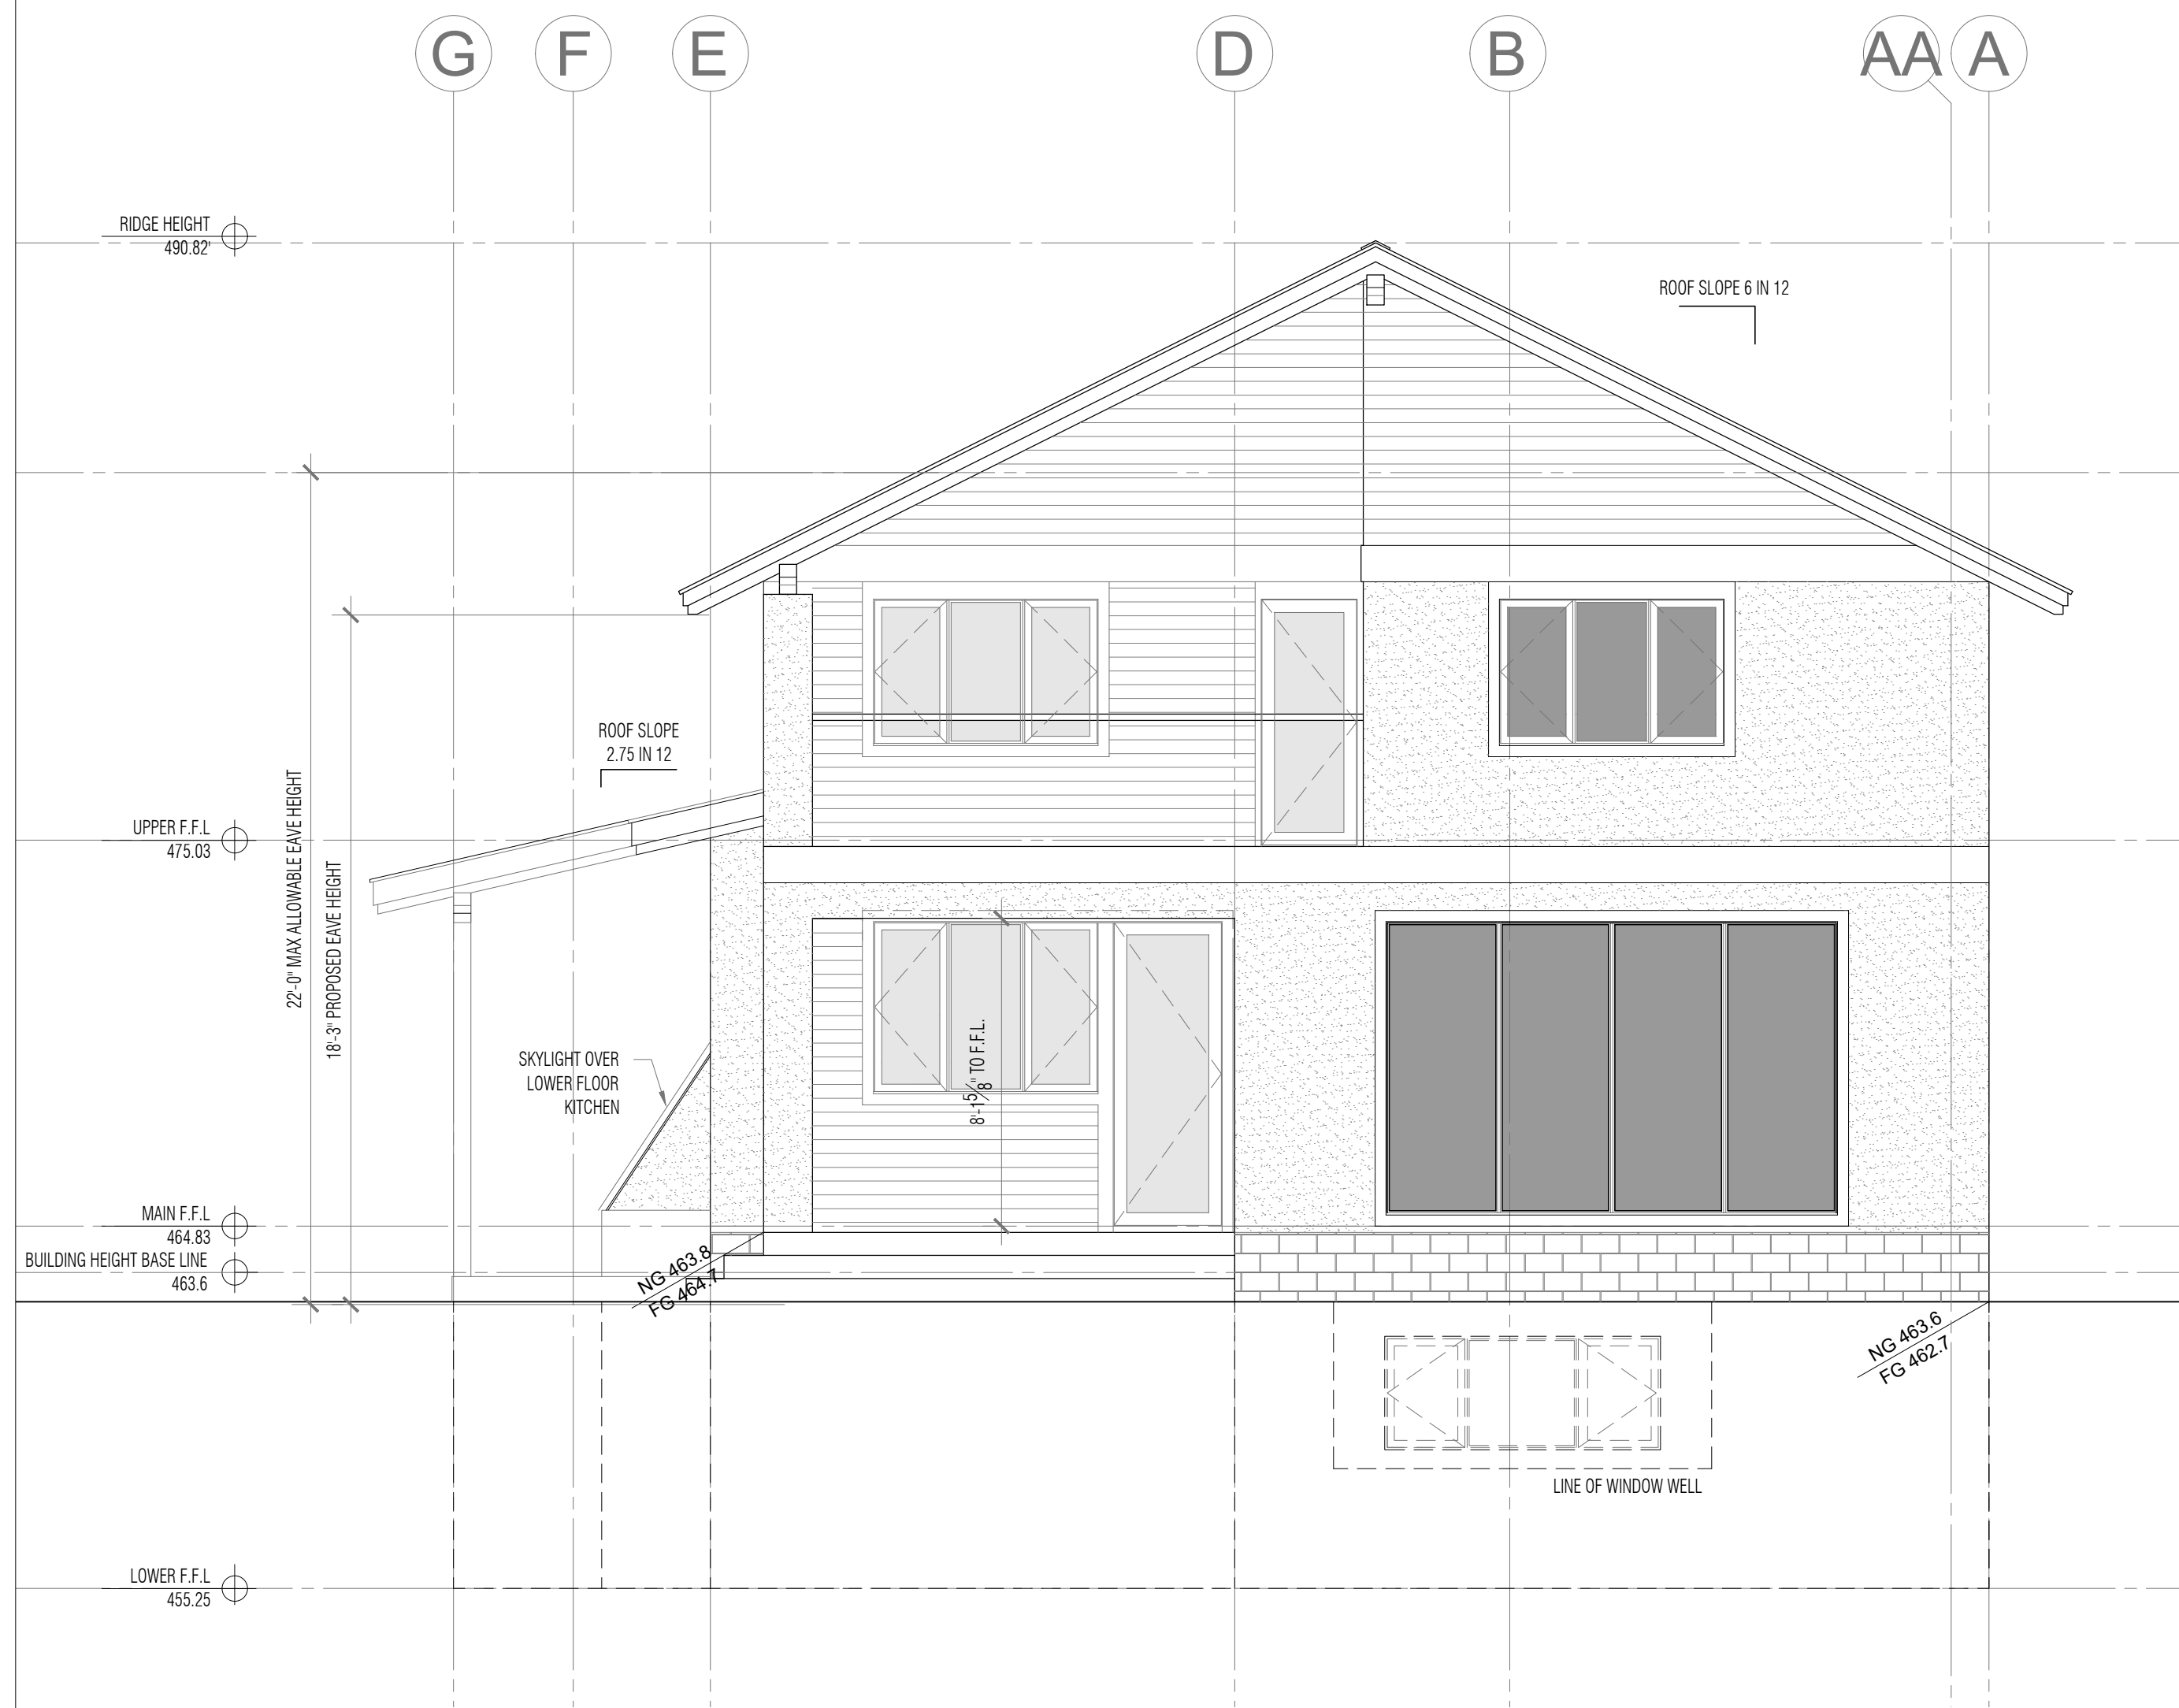 G F E D B AA A
RIDGE HEIGHT
490.82'
ROOF SLOPE 6 IN 12
ROOF SLOPE
2.75 IN 12
22'-0" MAX ALLOWABLE EAVE HEIGHT
18'-3" PROPOSED EAVE HEIGHT
UPPER F.F.L
475.03
8'-1 5/8" TO F.F.L.
SKYLIGHT OVER
LOWER FLOOR
KITCHEN
MAIN F.F.L
464.83
BUILDING HEIGHT BASE LINE
463.6
NG 463.8
FG 464.7
NG 463.6
FG 462.7
LINE OF WINDOW WELL
LOWER F.F.L
455.25